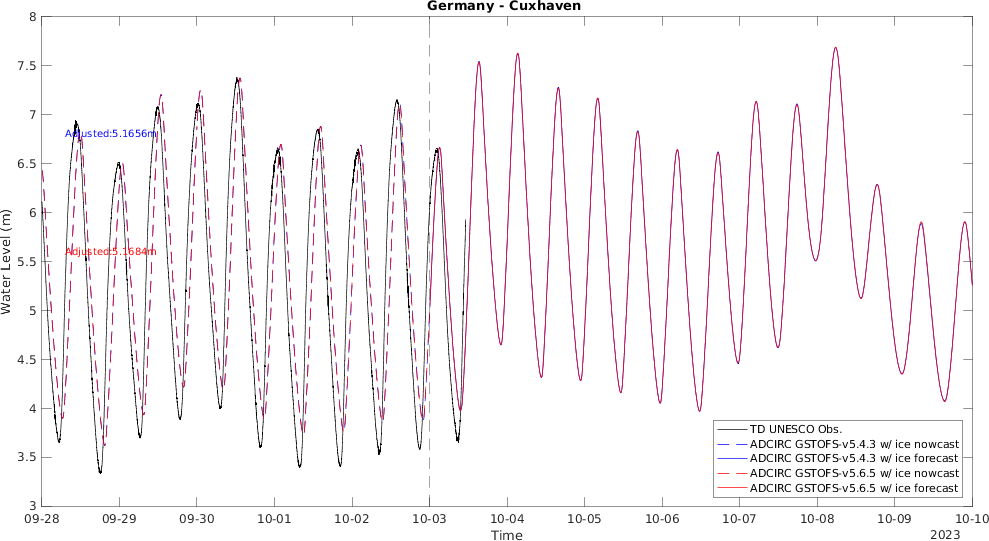 Germany - Cuxhaven
8
7.5
7
6.5
6
5.5
5
4.5
4
3.5
3
Water Level (m)
Adjusted:5.1656m
Adjusted:5.1684m
TD UNESCO Obs.
ADCIRC GSTOFS-v5.4.3 w/ ice nowcast
ADCIRC GSTOFS-v5.4.3 w/ ice forecast
ADCIRC GSTOFS-v5.6.5 w/ ice nowcast
ADCIRC GSTOFS-v5.6.5 w/ ice forecast
09-28 09-29 09-30 10-01 10-02 10-03 10-04 10-05 10-06 10-07 10-08 10-09 10-10
Time
2023